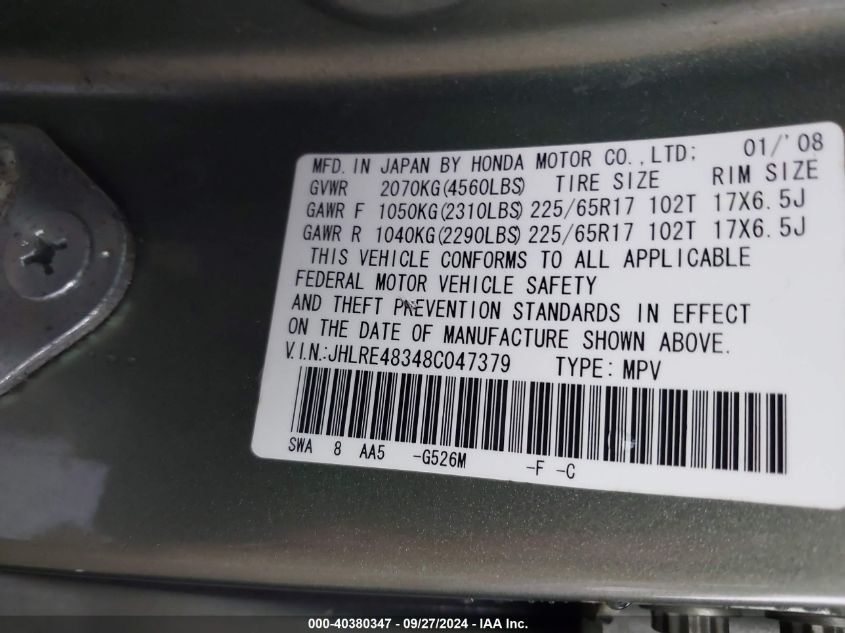 MFD. IN JAPAN BY HONDA MOTOR CO., LTD; 01/'08
GVWR 2070KG(4560LBS) TIRE SIZE RIM SIZE
GAWR F 1050KG(2310LBS) 225/65R17 102T 17X6.5J
GAWR R 1040KG(2290LBS) 225/65R17 102T 17X6.5J
THIS VEHICLE CONFORMS TO ALL APPLICABLE
FEDERAL MOTOR VEHICLE SAFETY
AND THEFT PREVENTION STANDARDS IN EFFECT
ON THE DATE OF MANUFACTURE SHOWN ABOVE.
V.I.N.:JHLRE48348C047379 TYPE: MPV
SWA 8 AA5 -G526M -F -C
000-40380347 - 09/27/2024 - IAA Inc.